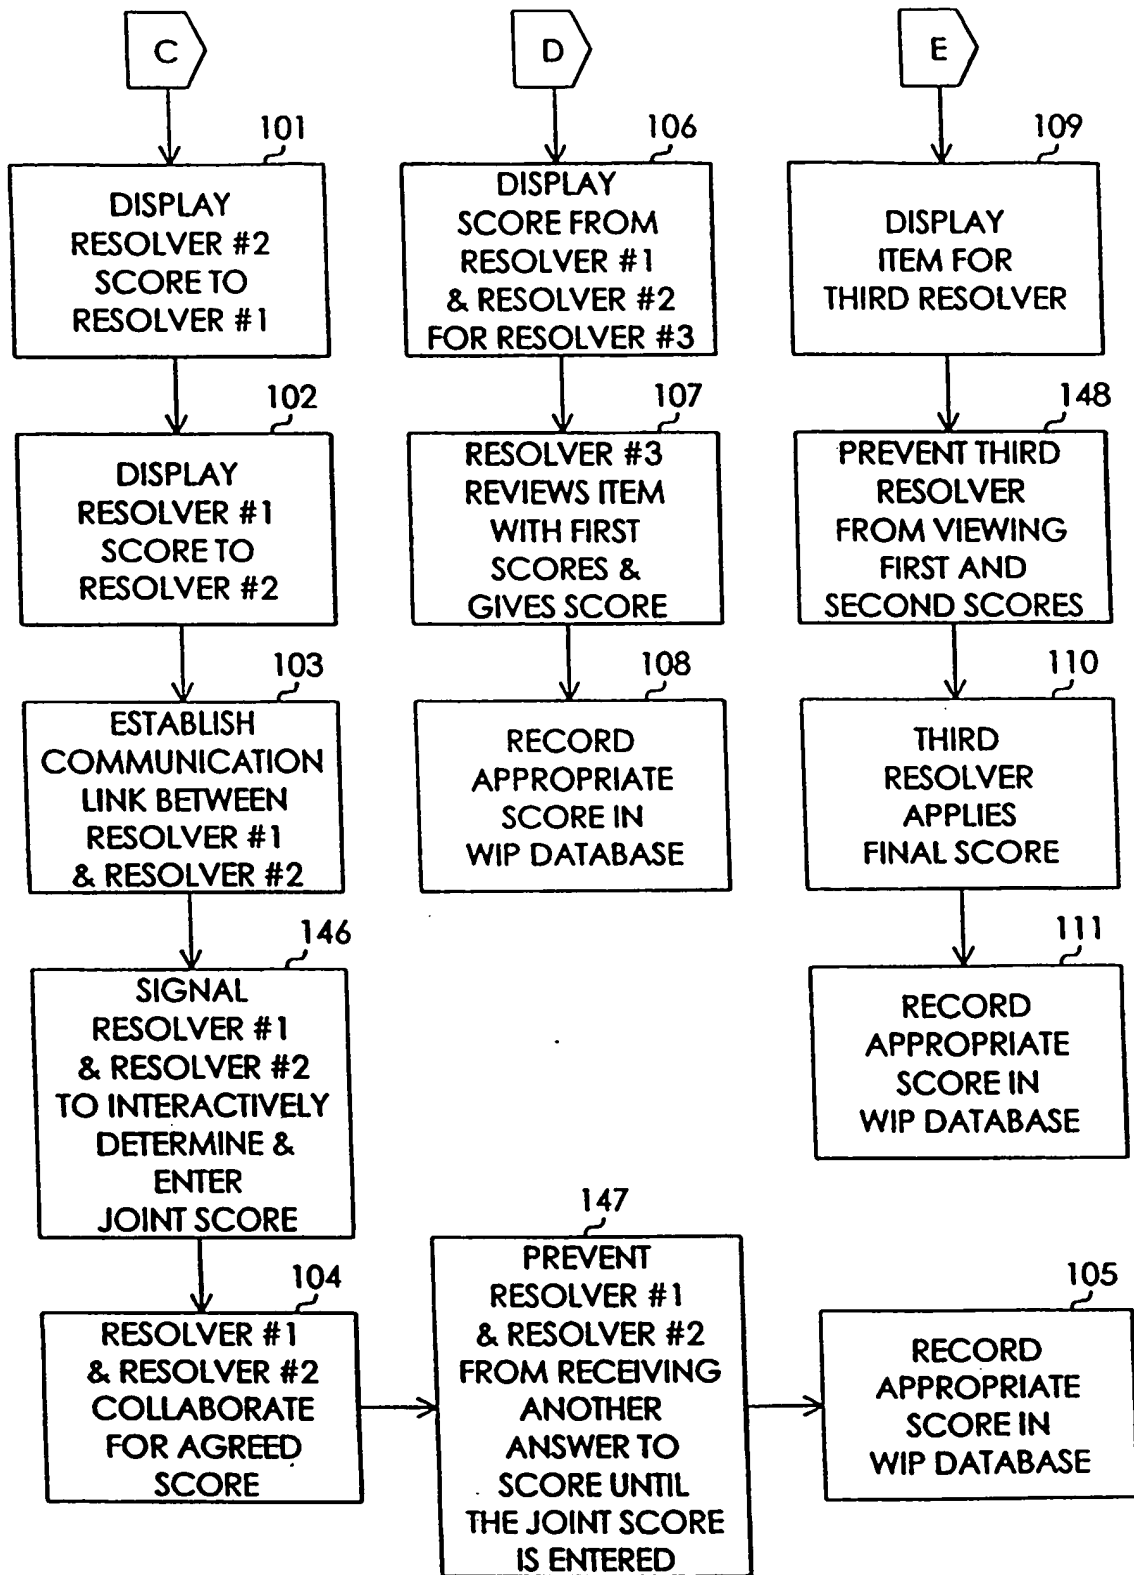 C
101
DISPLAY
RESOLVER #2
SCORE TO
RESOLVER #1
102
DISPLAY
RESOLVER #1
SCORE TO
RESOLVER #2
103
ESTABLISH
COMMUNICATION
LINK BETWEEN
RESOLVER #1
& RESOLVER #2
146
SIGNAL
RESOLVER #1
& RESOLVER #2
TO INTERACTIVELY
DETERMINE &
ENTER
JOINT SCORE
104
RESOLVER #1
& RESOLVER #2
COLLABORATE
FOR AGREED
SCORE
147
PREVENT
RESOLVER #1
& RESOLVER #2
FROM RECEIVING
ANOTHER
ANSWER TO
SCORE UNTIL
THE JOINT SCORE
IS ENTERED
105
RECORD
APPROPRIATE
SCORE IN
WIP DATABASE
D
106
DISPLAY
SCORE FROM
RESOLVER #1
& RESOLVER #2
FOR RESOLVER #3
107
RESOLVER #3
REVIEWS ITEM
WITH FIRST
SCORES &
GIVES SCORE
108
RECORD
APPROPRIATE
SCORE IN
WIP DATABASE
E
109
DISPLAY
ITEM FOR
THIRD RESOLVER
148
PREVENT THIRD
RESOLVER
FROM VIEWING
FIRST AND
SECOND SCORES
110
THIRD
RESOLVER
APPLIES
FINAL SCORE
111
RECORD
APPROPRIATE
SCORE IN
WIP DATABASE